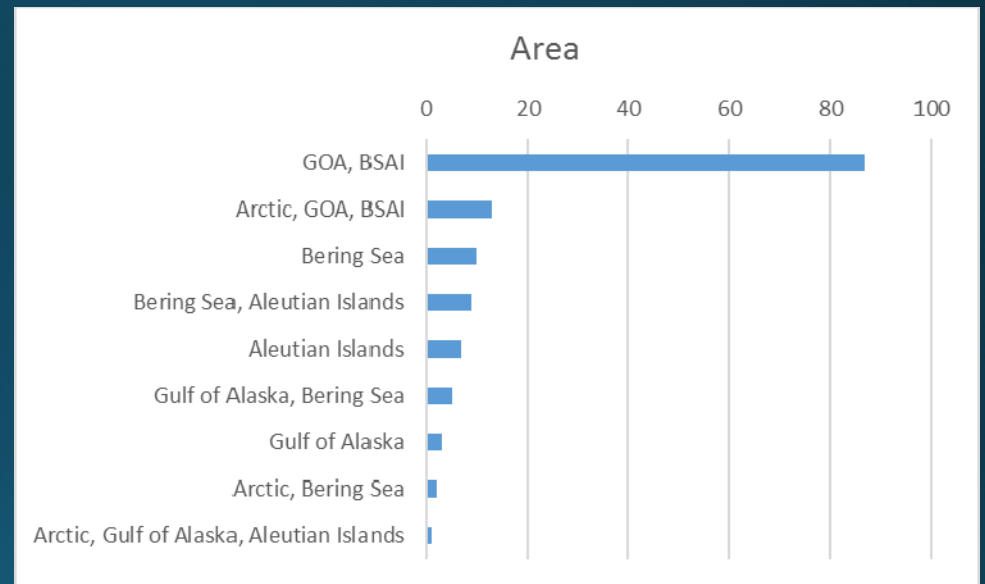 Area
0 20 40 60 80 100
GOA, BSAI
Arctic, GOA, BSAI
Bering Sea
Bering Sea, Aleutian Islands
Aleutian Islands
Gulf of Alaska, Bering Sea
Gulf of Alaska
Arctic, Bering Sea
Arctic, Gulf of Alaska, Aleutian Islands